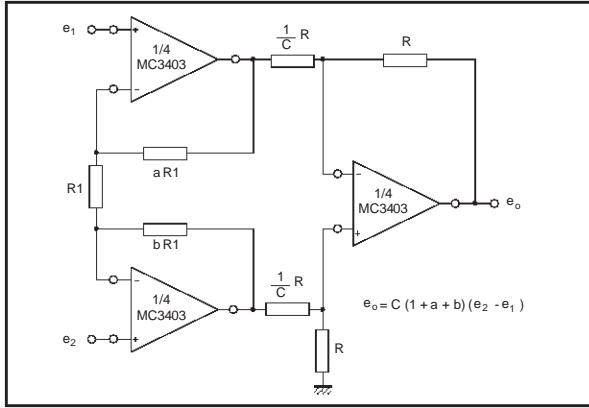 e1
1/4
MC3403
1/C R
R
a R1
R1
b R1
1/4
MC3403
eo
1/4
MC3403
1/C R
e2
R
eo = C (1 + a + b) (e2 - e1)